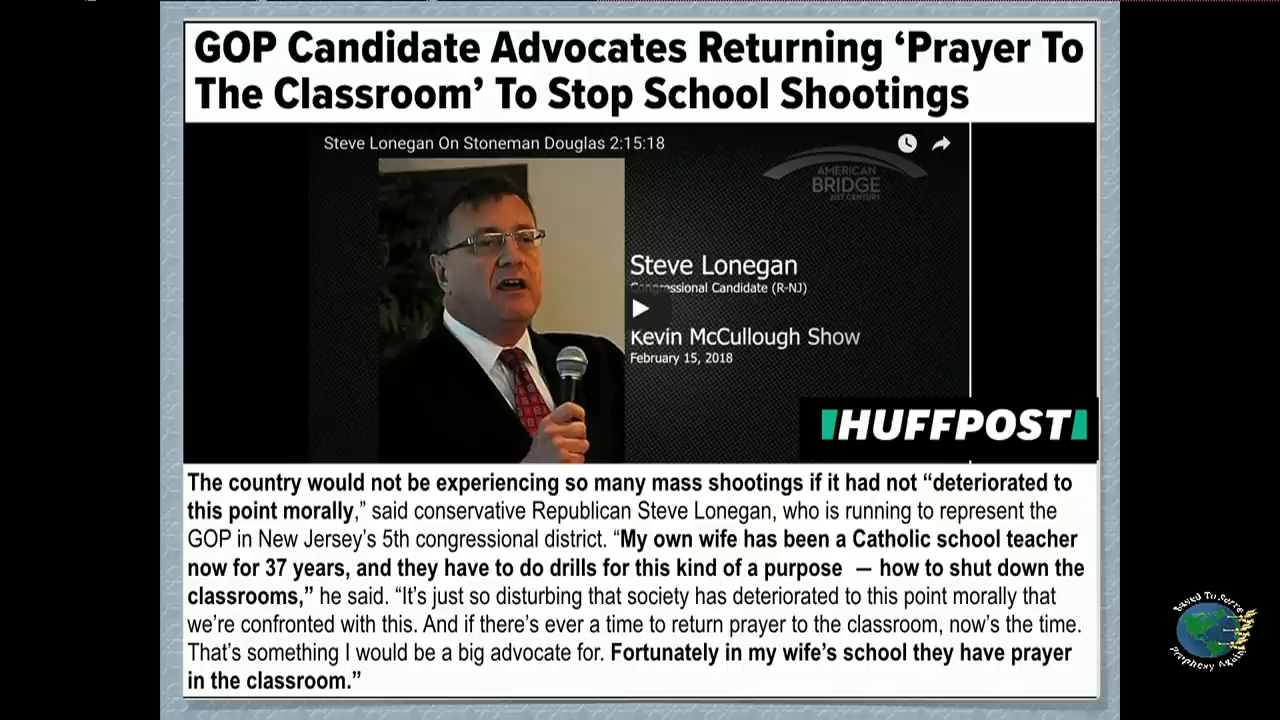 GOP Candidate Advocates Returning ‘Prayer To
The Classroom’ To Stop School Shootings
Steve Lonegan On Stoneman Douglas 2:15:18
AMERICAN
BRIDGE
21ST CENTURY
Steve Lonegan
Congressional Candidate (R-NJ)
Kevin McCullough Show
February 15, 2018
HUFFPOST
The country would not be experiencing so many mass shootings if it had not “deteriorated to
this point morally,” said conservative Republican Steve Lonegan, who is running to represent the
GOP in New Jersey’s 5th congressional district. “My own wife has been a Catholic school teacher
now for 37 years, and they have to do drills for this kind of a purpose — how to shut down the
classrooms,” he said. “It’s just so disturbing that society has deteriorated to this point morally that
we’re confronted with this. And if there’s ever a time to return prayer to the classroom, now’s the time.
That’s something I would be a big advocate for. Fortunately in my wife’s school they have prayer
in the classroom.”
Prophesy Again